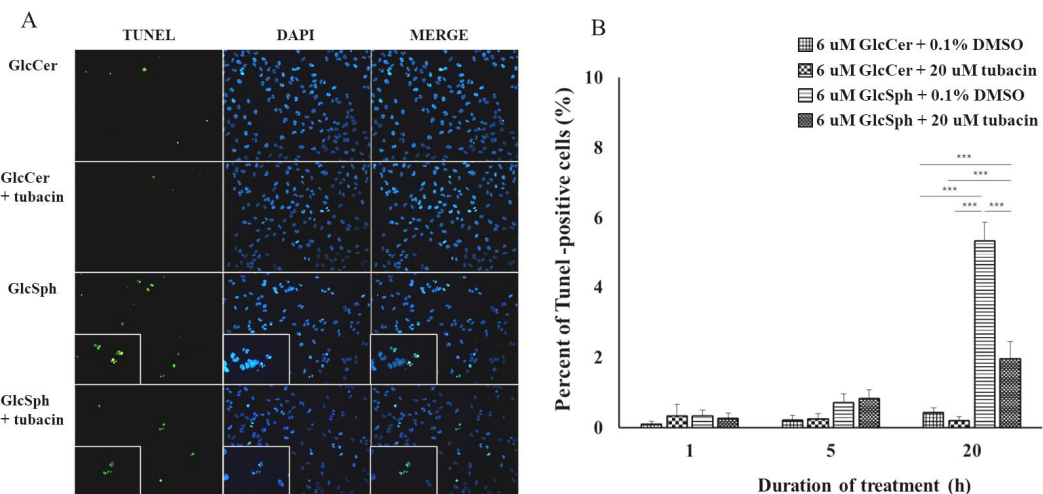 A
TUNEL DAPI MERGE
GlcCer
GlcCer
+ tubacin
GlcSph
GlcSph
+ tubacin
B
6 uM GlcCer + 0.1% DMSO
6 uM GlcCer + 20 uM tubacin
6 uM GlcSph + 0.1% DMSO
6 uM GlcSph + 20 uM tubacin
Percent of Tunel -positive cells (%)
10
8
6
4
2
0
***
***
***
*** ***
1 5 20
Duration of treatment (h)